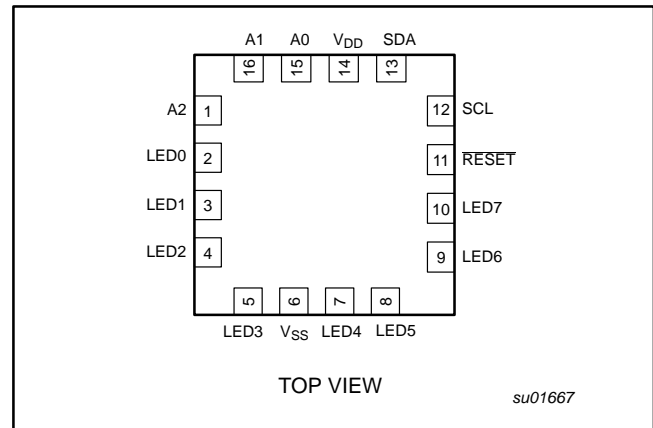 A1 A0 VDD SDA
16 15 14 13
A2 1 12 SCL
LED0 2 11 RESET
LED1 3 10 LED7
LED2 4 9 LED6
5 6 7 8
LED3 VSS LED4 LED5
TOP VIEW
su01667